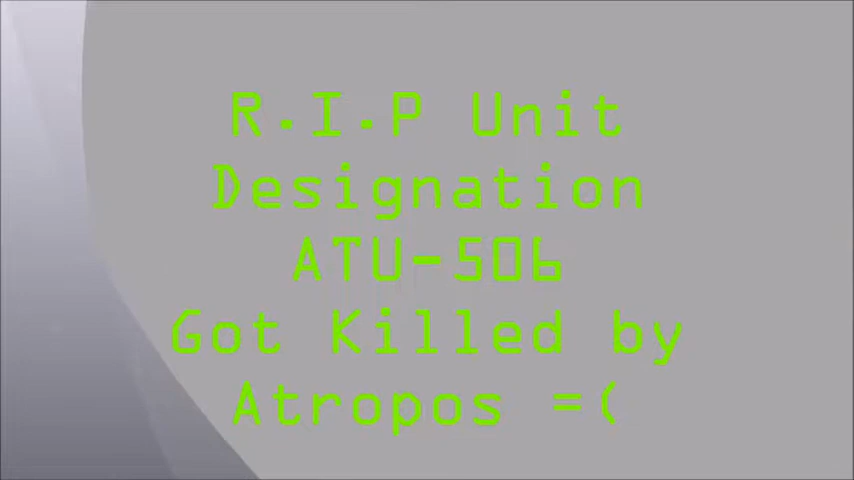 R.I.P Unit
Designation
ATU-506
Got Killed by
Atropos =(